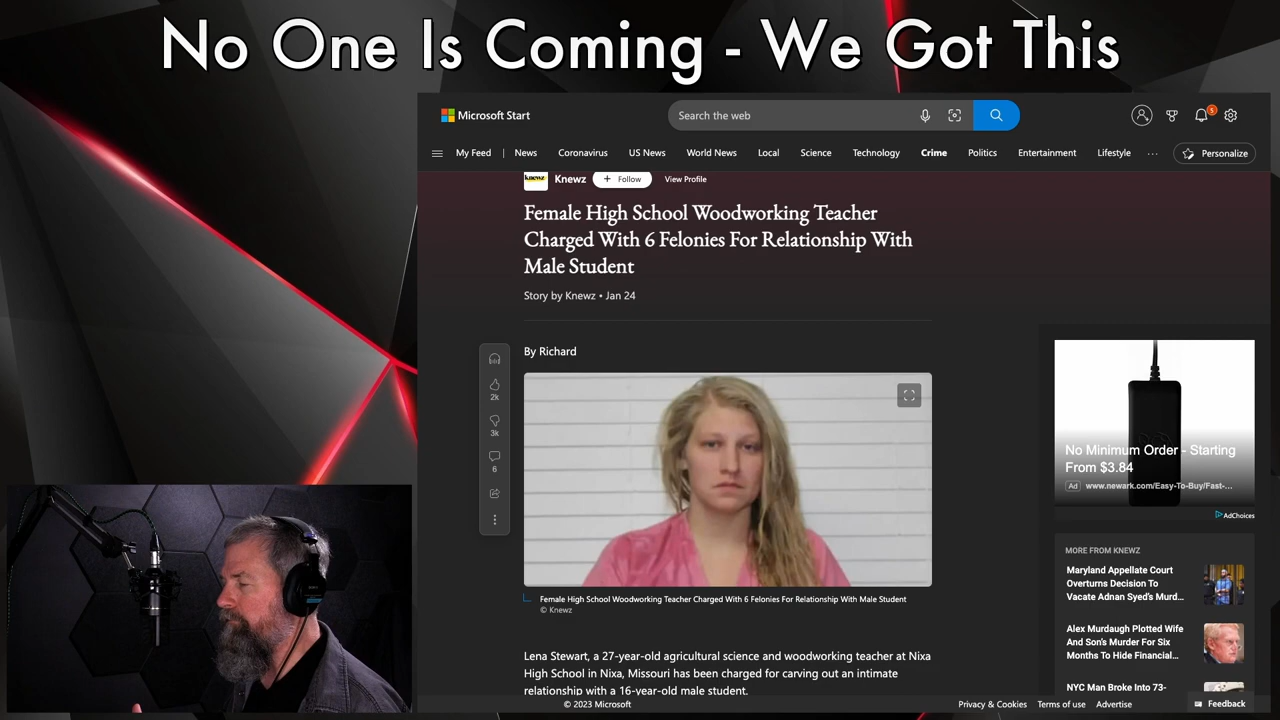 No One Is Coming - We Got This
Microsoft Start
Search the web
5
My Feed | News Coronavirus US News World News Local Science Technology Crime Politics Entertainment Lifestyle ... Personalize
knewz Knewz + Follow View Profile
Female High School Woodworking Teacher
Charged With 6 Felonies For Relationship With
Male Student
Story by Knewz • Jan 24
By Richard
2k
3k
6
Female High School Woodworking Teacher Charged With 6 Felonies For Relationship With Male Student
© Knewz
Lena Stewart, a 27-year-old agricultural science and woodworking teacher at Nixa
High School in Nixa, Missouri has been charged for carving out an intimate
relationship with a 16-year-old male student.
No Minimum Order - Starting
From $3.84
Ad www.newark.com/Easy-To-Buy/Fast-...
AdChoices
MORE FROM KNEWZ
Maryland Appellate Court
Overturns Decision To
Vacate Adnan Syed's Murd...
Alex Murdaugh Plotted Wife
And Son's Murder For Six
Months To Hide Financial...
NYC Man Broke Into 73-
© 2023 Microsoft
Privacy & Cookies Terms of use Advertise Feedback